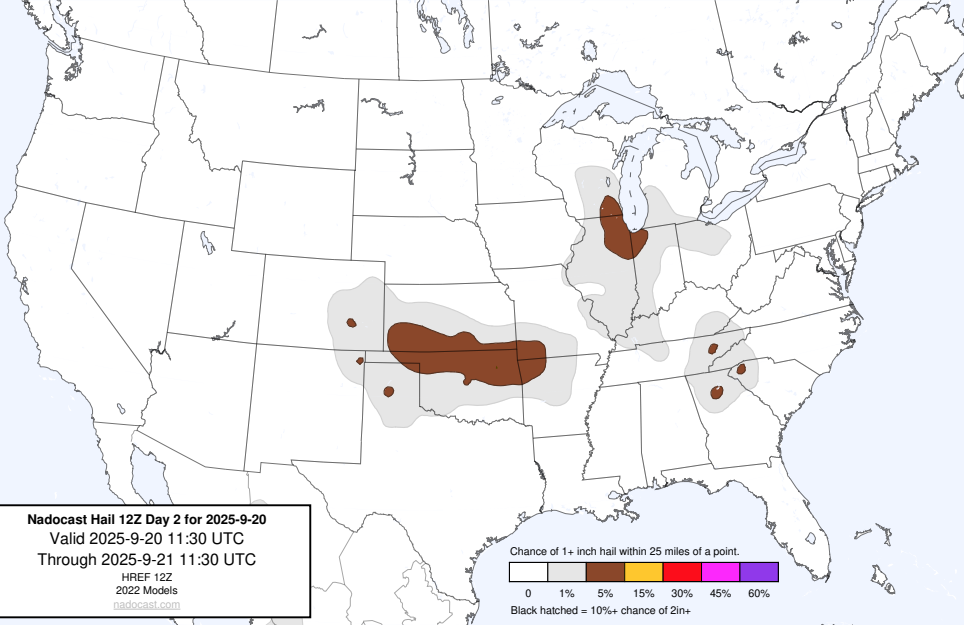 Nadocast Hail 12Z Day 2 for 2025-9-20
Valid 2025-9-20 11:30 UTC
Through 2025-9-21 11:30 UTC
HREF 12Z
2022 Models
nadocast.com
Chance of 1+ inch hail within 25 miles of a point.
0 1% 5% 15% 30% 45% 60%
Black hatched = 10%+ chance of 2in+